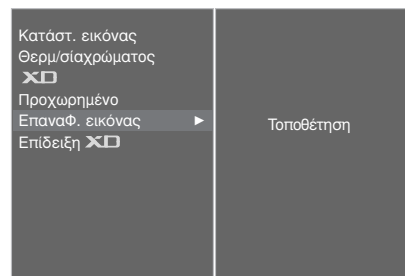 Κατάστ. εικόνας
Θερμ/σίαχρώματος
XD
Προχωρημένο
ΕπαναΦ. εικόνας ►
Επίδειξη XD
Τοποθέτηση